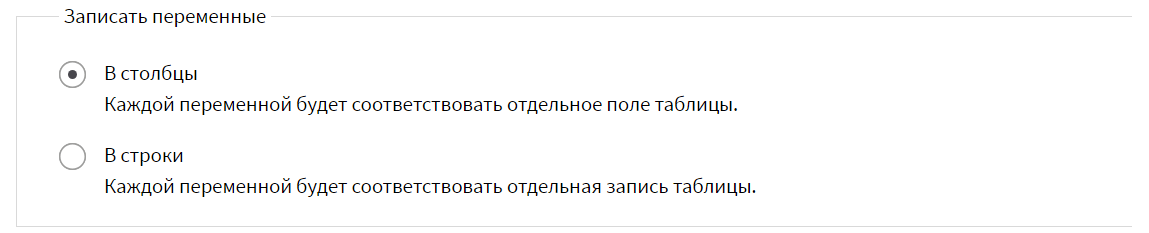 Записать переменные
В столбцы
Каждой переменной будет соответствовать отдельное поле таблицы.
В строки
Каждой переменной будет соответствовать отдельная запись таблицы.